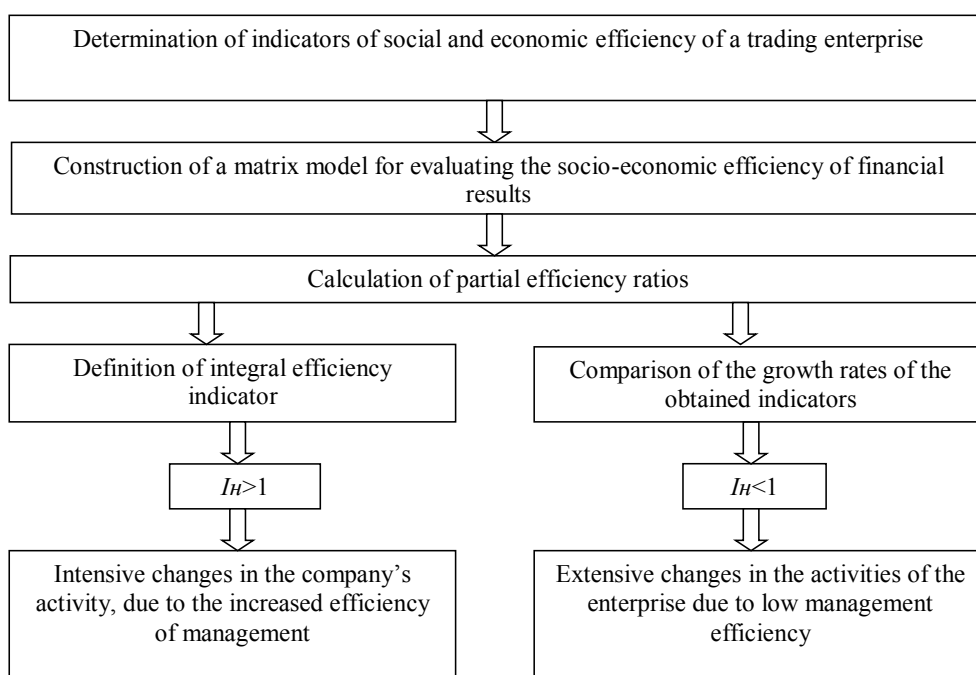 Determination of indicators of social and economic efficiency of a trading enterprise
Construction of a matrix model for evaluating the socio-economic efficiency of financial
results
Calculation of partial efficiency ratios
Definition of integral efficiency
indicator
Comparison of the growth rates of the
obtained indicators
IH>1
IH<1
Intensive changes in the company’s
activity, due to the increased efficiency
of management
Extensive changes in the activities of the
enterprise due to low management
efficiency